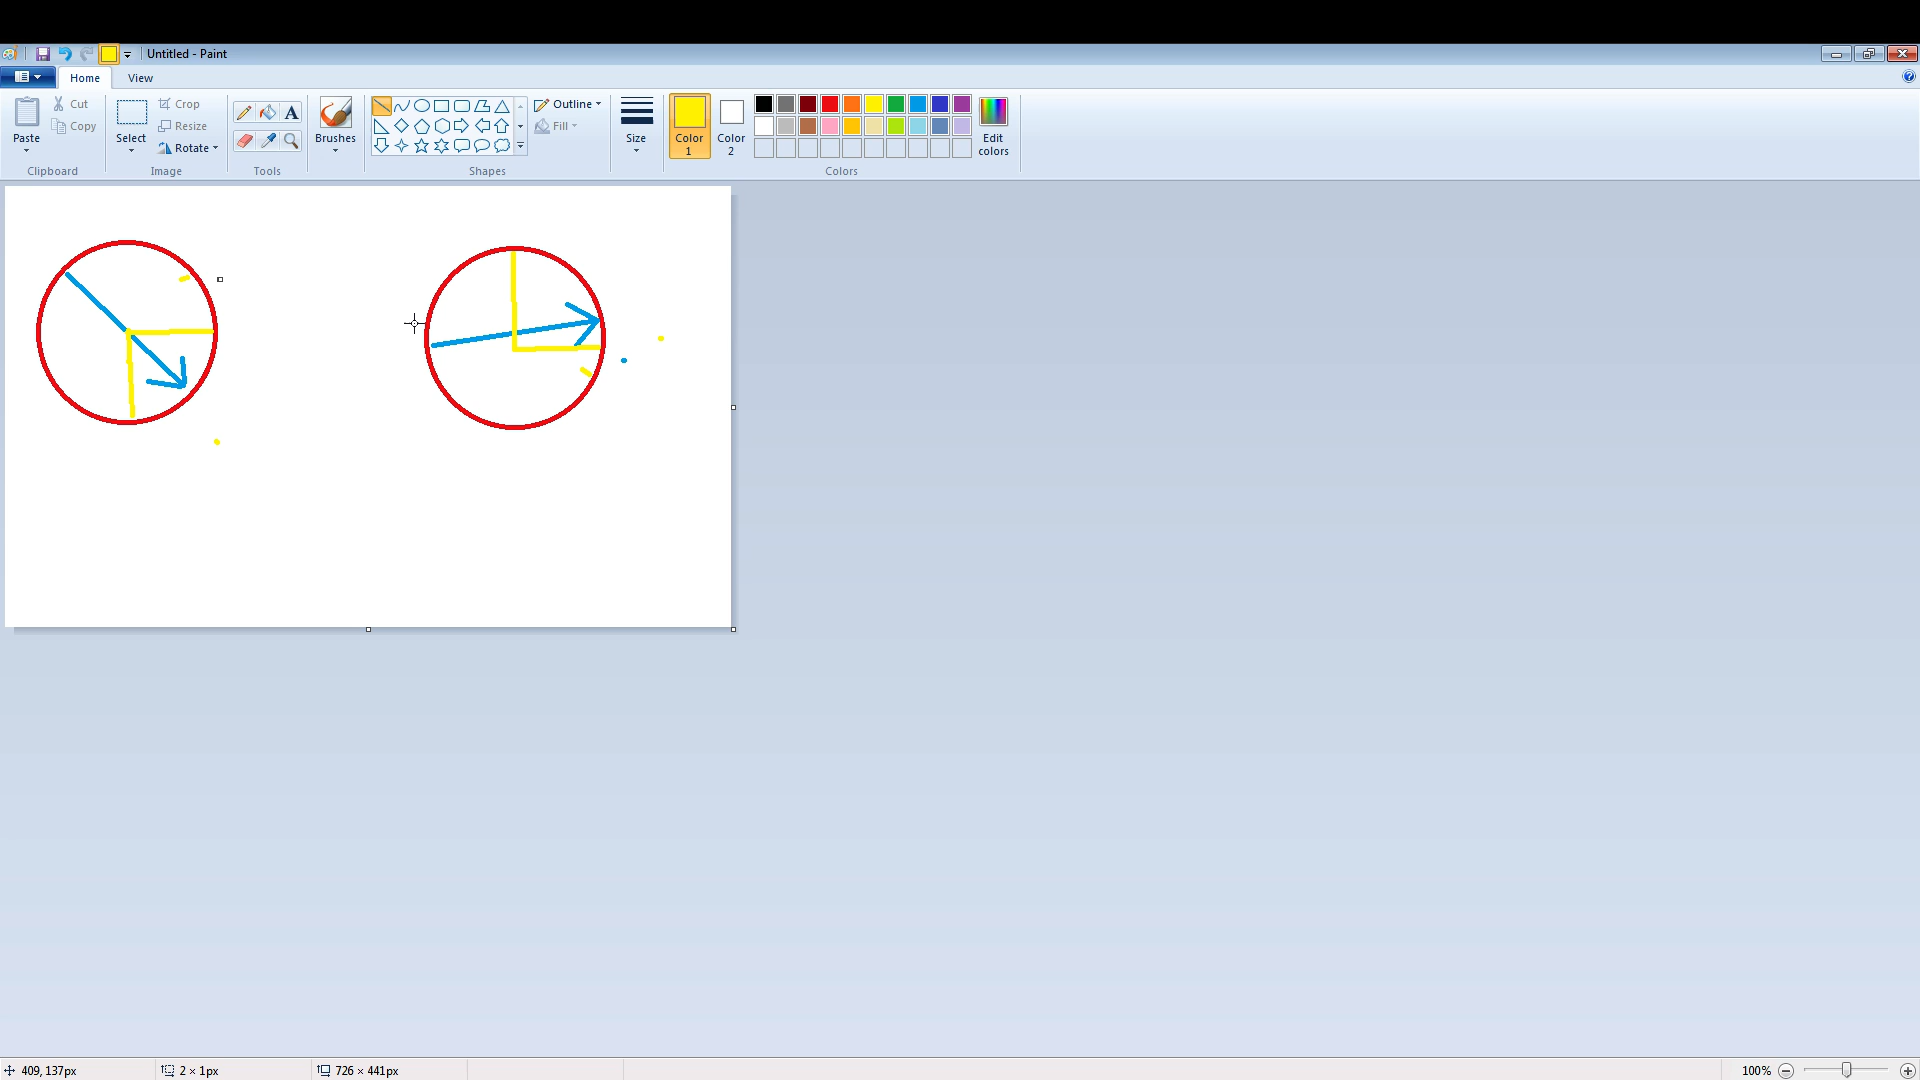 Untitled - Paint
Home View
Paste
Cut
Copy
Clipboard
Select
Crop
Resize
Rotate
Image
A
Tools
Brushes
Outline
Fill
Shapes
Size
Color 1
Color 2
Edit colors
Colors
409, 137px 2 × 1px 726 × 441px 100%